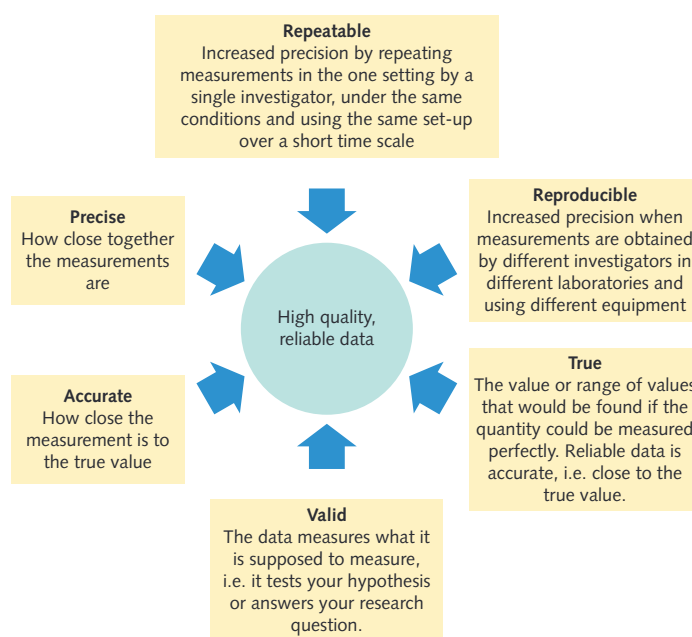 Repeatable
Increased precision by repeating
measurements in the one setting by a
single investigator, under the same
conditions and using the same set-up
over a short time scale
Precise
How close together
the measurements
are
Reproducible
Increased precision when
measurements are obtained
by different investigators in
different laboratories and
using different equipment
High quality,
reliable data
Accurate
How close the
measurement is to
the true value
True
The value or range of values
that would be found if the
quantity could be measured
perfectly. Reliable data is
accurate, i.e. close to the
true value.
Valid
The data measures what it
is supposed to measure,
i.e. it tests your hypothesis
or answers your research
question.